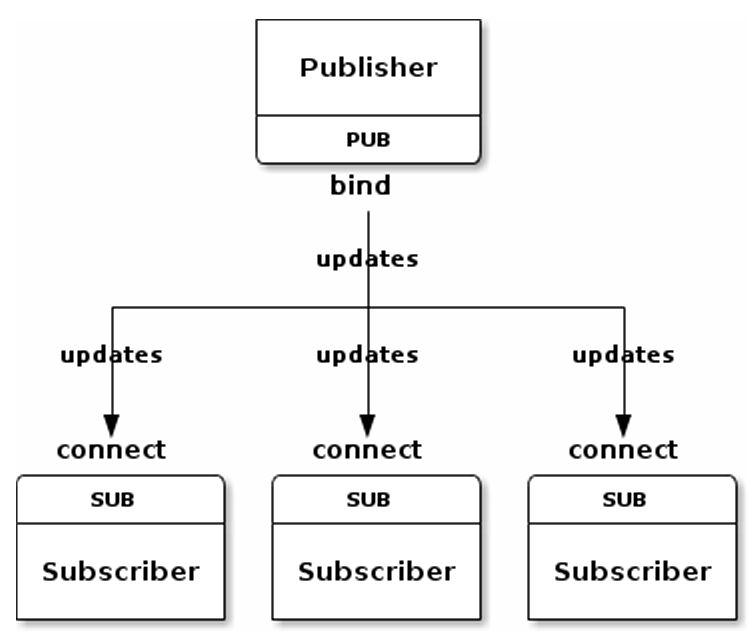 Publisher
PUB
bind
updates
updates updates updates
connect connect connect
SUB SUB SUB
Subscriber Subscriber Subscriber